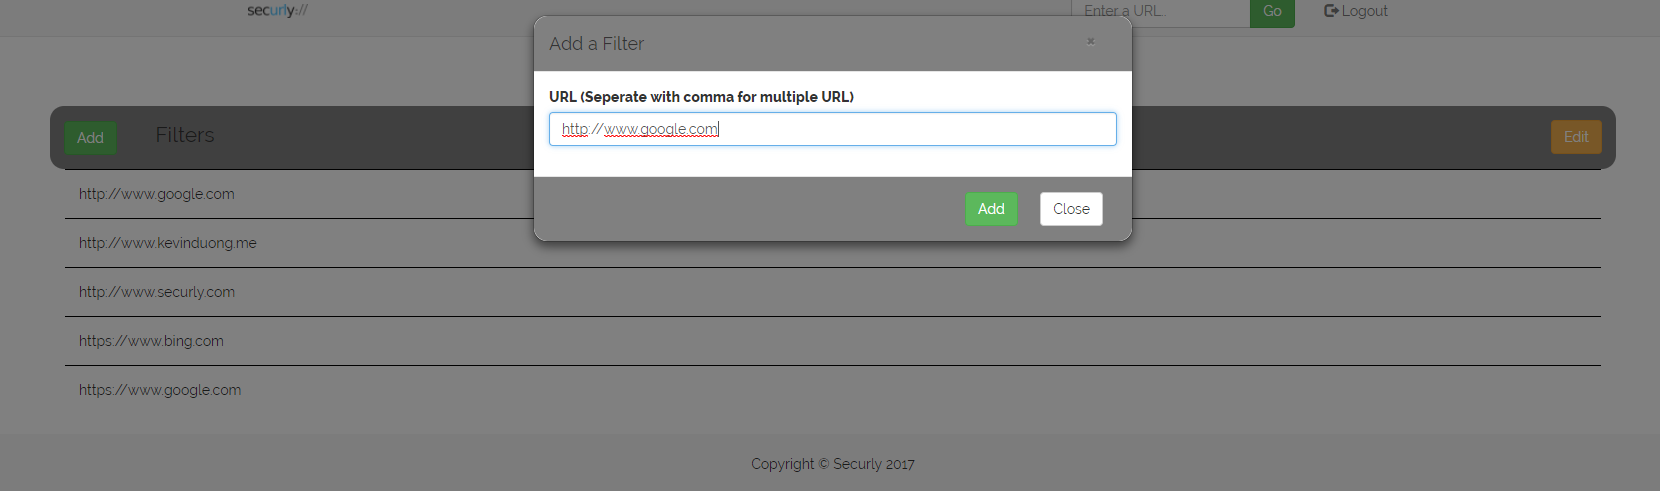 securly://
Enter a URL..
Go
Logout
Add a Filter
×
URL (Seperate with comma for multiple URL)
http://www.google.com
Add
Close
Add
Filters
Edit
http://www.google.com
http://www.kevinduong.me
http://www.securly.com
https://www.bing.com
https://www.google.com
Copyright © Securly 2017